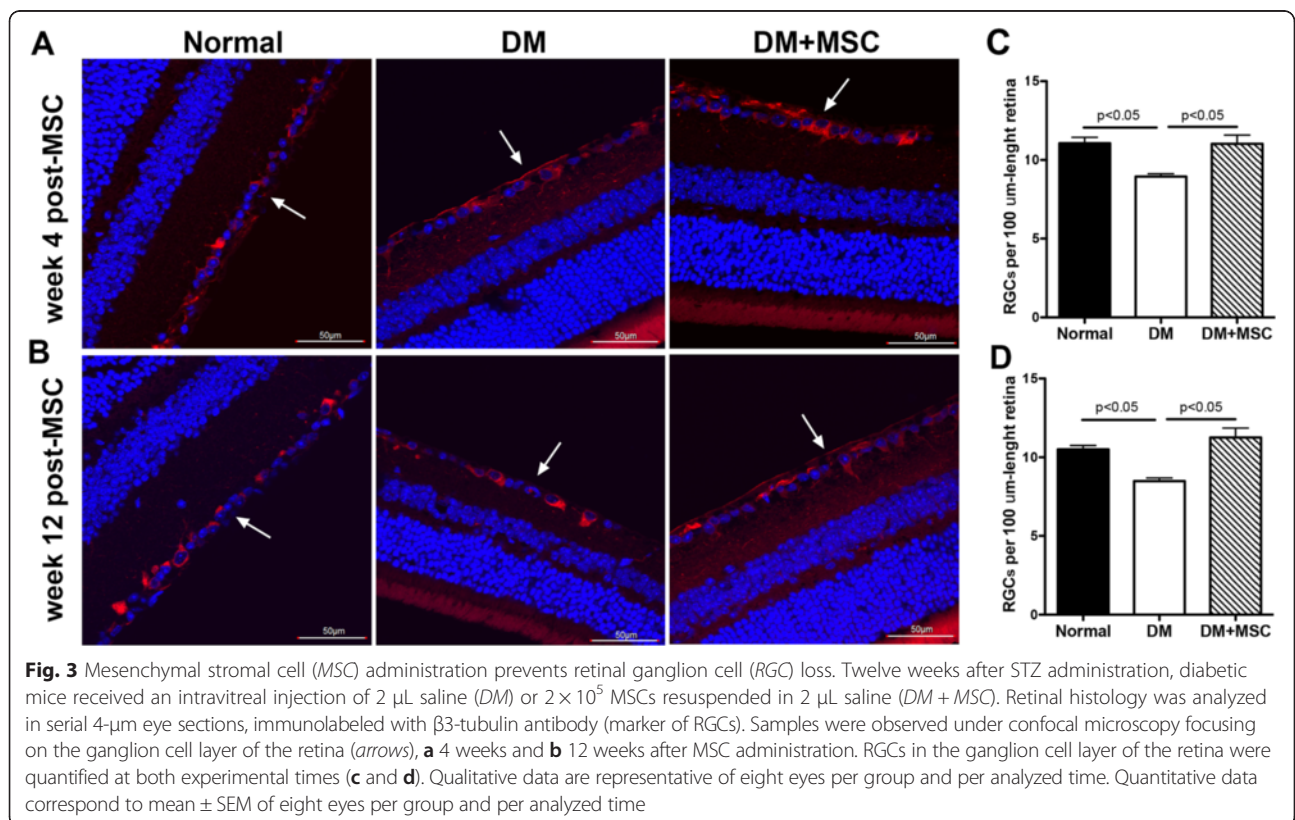 A
Normal
DM
DM+MSC
week 4 post-MSC
50µm
50µm
50µm
B
week 12 post-MSC
50µm
50µm
50µm
C
RGCs per 100 um-lenght retina
15
10
5
0
p<0.05
p<0.05
Normal
DM
DM+MSC
D
RGCs per 100 um-lenght retina
15
10
5
0
p<0.05
p<0.05
Normal
DM
DM+MSC
Fig. 3 Mesenchymal stromal cell (MSC) administration prevents retinal ganglion cell (RGC) loss. Twelve weeks after STZ administration, diabetic
mice received an intravitreal injection of 2 μL saline (DM) or 2 × 10⁵ MSCs resuspended in 2 μL saline (DM + MSC). Retinal histology was analyzed
in serial 4-μm eye sections, immunolabeled with β3-tubulin antibody (marker of RGCs). Samples were observed under confocal microscopy focusing
on the ganglion cell layer of the retina (arrows), a 4 weeks and b 12 weeks after MSC administration. RGCs in the ganglion cell layer of the retina were
quantified at both experimental times (c and d). Qualitative data are representative of eight eyes per group and per analyzed time. Quantitative data
correspond to mean ± SEM of eight eyes per group and per analyzed time